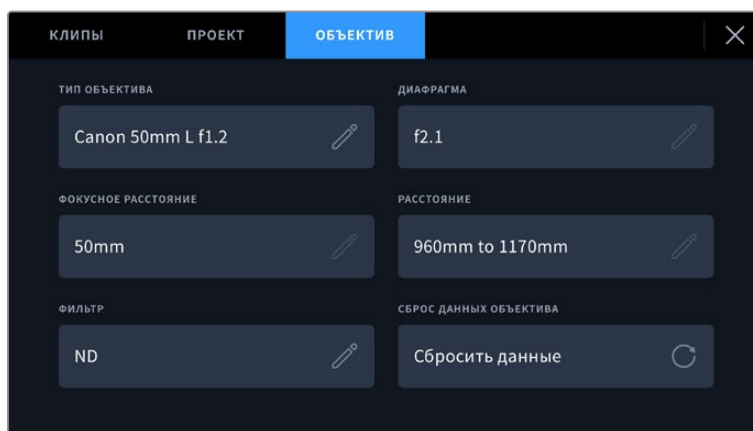 КЛИПЫ ПРОЕКТ ОБЪЕКТИВ
ТИП ОБЪЕКТИВА ДИАФРАГМА
Canon 50mm L f1.2 f2.1
ФОКУСНОЕ РАССТОЯНИЕ РАССТОЯНИЕ
50mm 960mm to 1170mm
ФИЛЬТР СБРОС ДАННЫХ ОБЪЕКТИВА
ND Сбросить данные